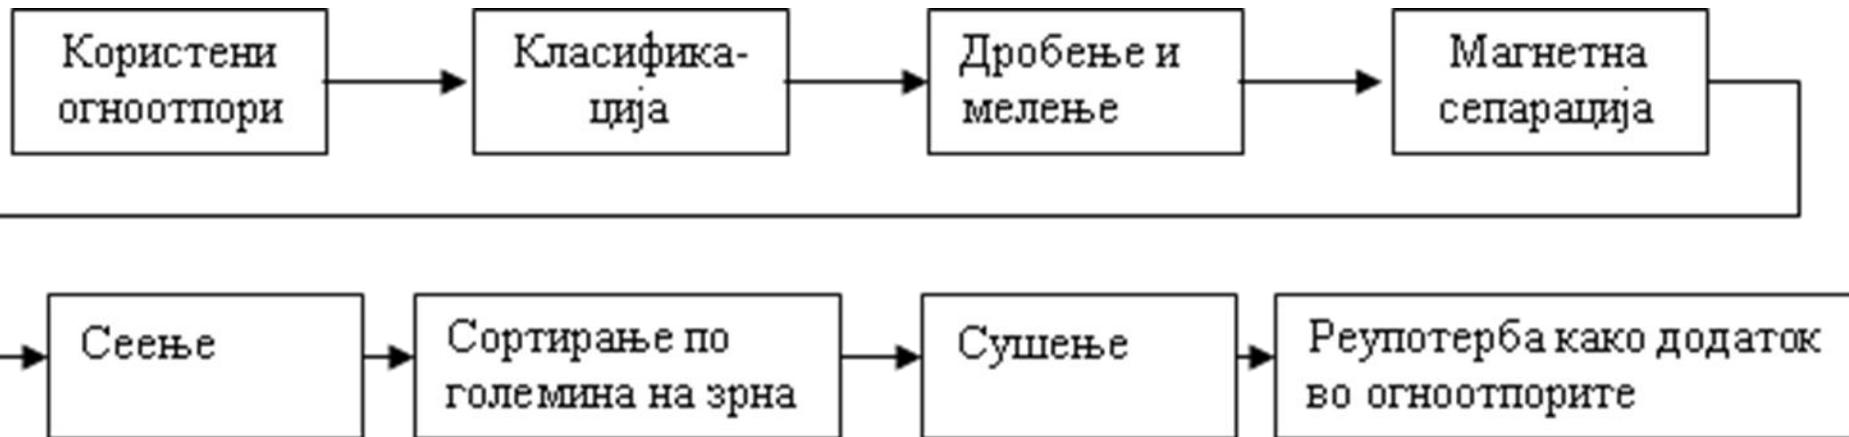 Користени
огноотпори
Класифика-
ција
Дробење и
мелење
Магнетна
сепарација
Сеење
Сортирање по
големина на зрна
Сушење
Реупотерба како додаток
во огноотпорите